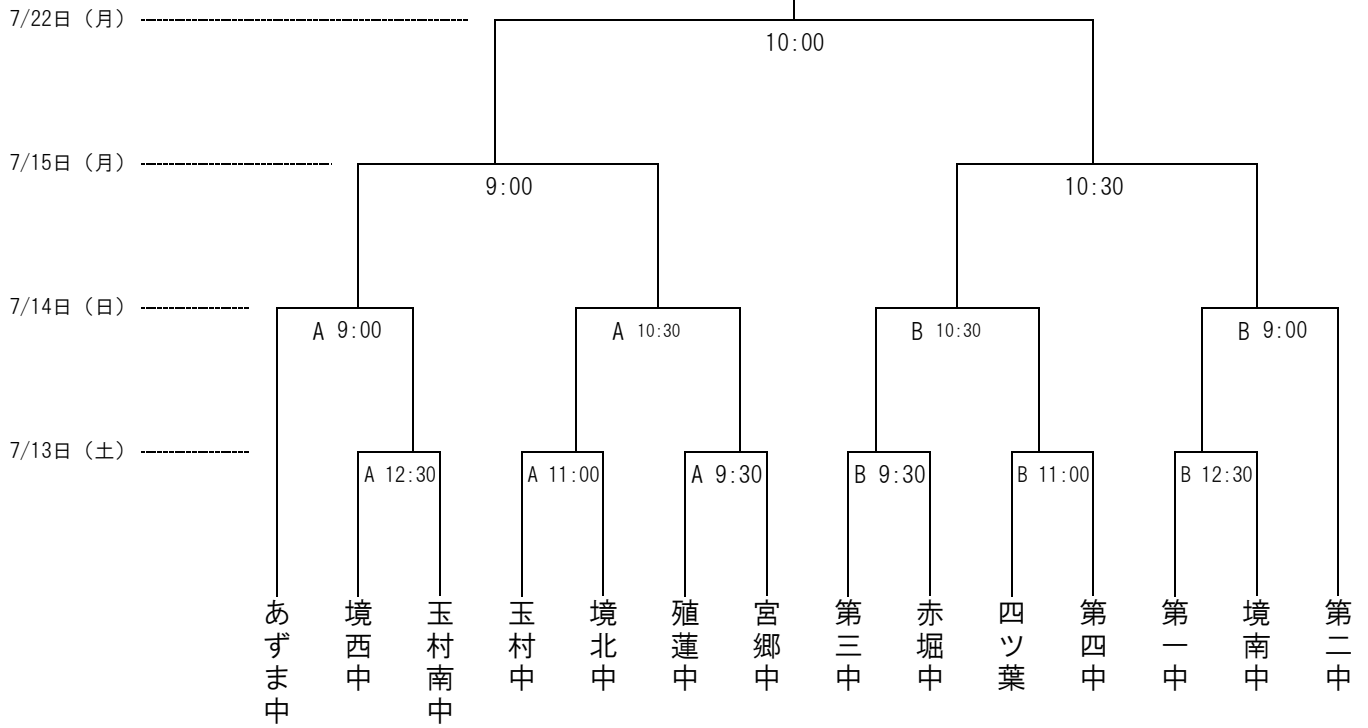 7/22日（月）
10:00
7/15日（月）
9:00
10:30
7/14日（日）
A 9:00
A 10:30
B 10:30
B 9:00
7/13日（土）
A 12:30
A 11:00
A 9:30
B 9:30
B 11:00
B 12:30
あずま中
境西中
玉村南中
玉村中
境北中
殖蓮中
宮郷中
第三中
赤堀中
四ツ葉
第四中
第一中
境南中
第二中